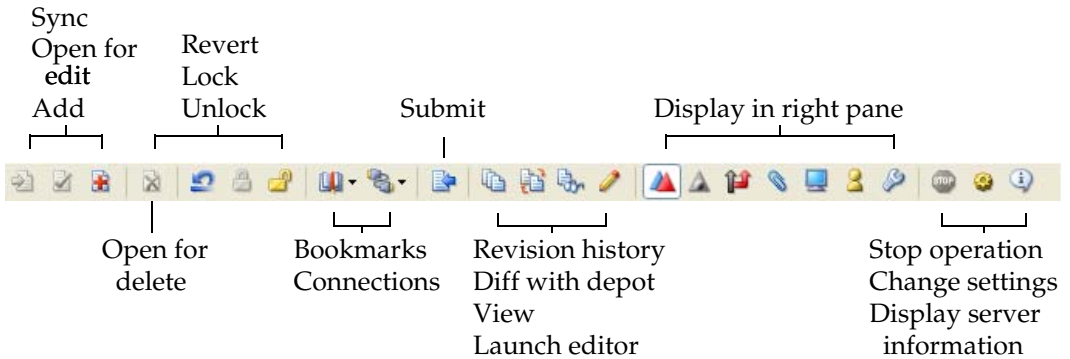 Sync
Open for
edit
Add
Revert
Lock
Unlock
Submit
Display in right pane
STOP
Open for
delete
Bookmarks
Connections
Revision history
Diff with depot
View
Launch editor
Stop operation
Change settings
Display server
information